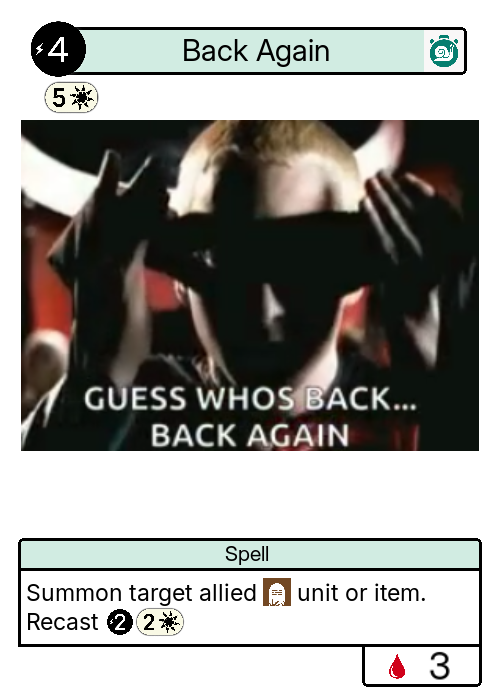 4 Back Again
5
GUESS WHOS BACK...
BACK AGAIN
Spell
Summon target allied unit or item.
Recast 2 2
3